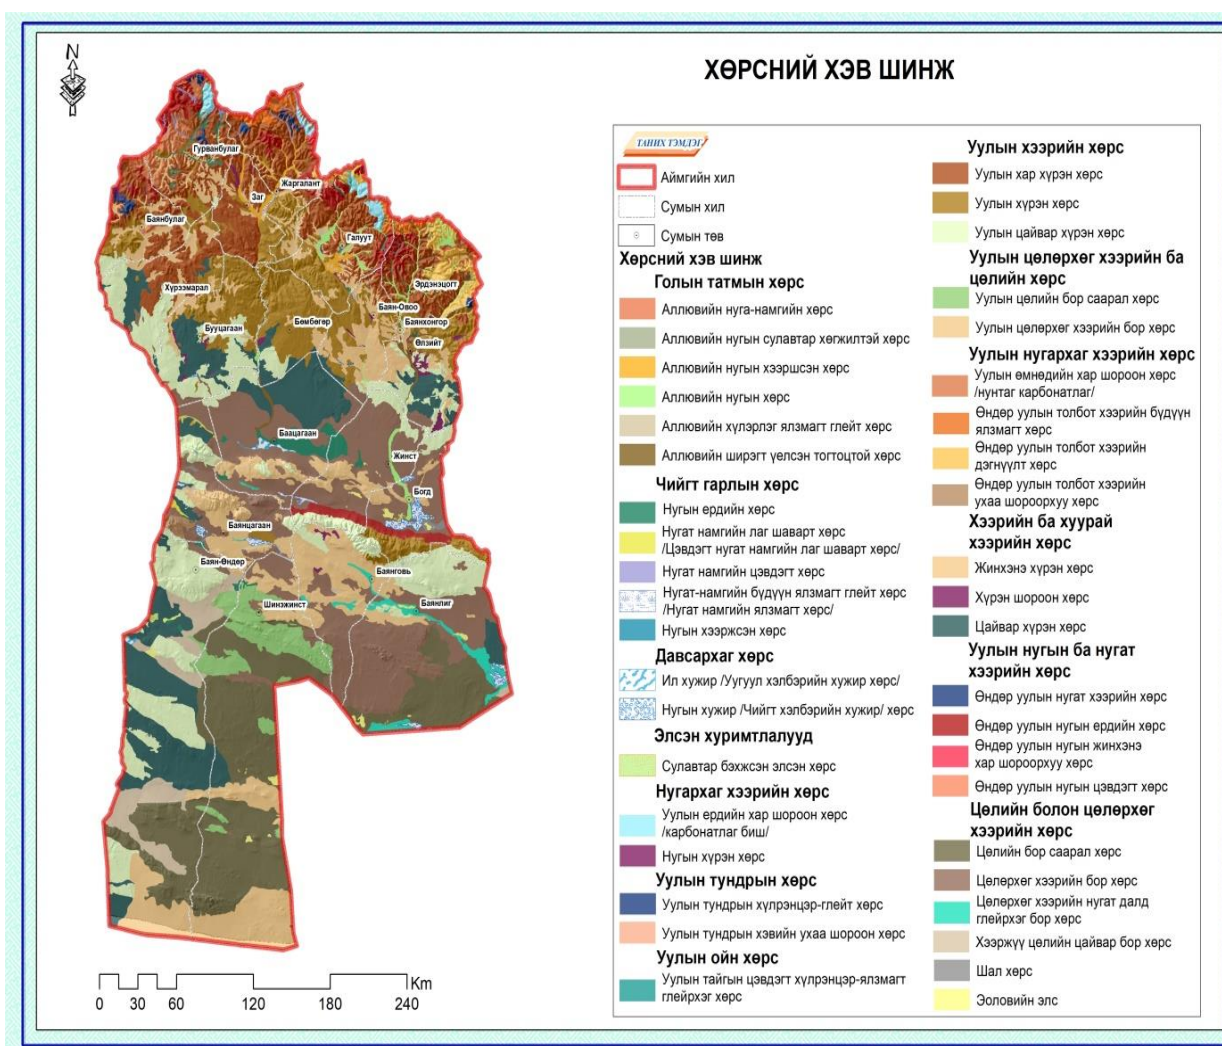 ХӨРСНИЙ ХЭВ ШИНЖ
N
Гурванбулаг
Жаргалант
Заг
Баянбулаг
Галуут
Эрдэнэцогт
Хүрээмарал
Баян-Овоо
Бөмбөгөр
Баянхонгор
Бууцагаан
Өлзийт
Баацагаан
Жинст
Богд
Баянцагаан
Баян-Өндөр
Баянговь
Шинэжинст
Баянлиг
0 30 60 120 180 240
Km
ТАНИХ ТЭМДЭГ
Аймгийн хил
Сумын хил
Сумын төв
Хөрсний хэв шинж
Голын татмын хөрс
Аллювийн нуга-намгийн хөрс
Аллювийн нугын сулавтар хөгжилтэй хөрс
Аллювийн нугын хээршсэн хөрс
Аллювийн нугын хөрс
Аллювийн хүлэрлэг ялзмагт глейт хөрс
Аллювийн ширэгт үелсэн тогтоцтой хөрс
Чийгт гарлын хөрс
Нугын ердийн хөрс
Нугат намгийн лаг шаварт хөрс
/Цэвдэгт нугат намгийн лаг шаварт хөрс/
Нугат намгийн цэвдэгт хөрс
Нугат-намгийн бүдүүн ялзмагт глейт хөрс
/Нугат намгийн ялзмагт хөрс/
Нугын хээржсэн хөрс
Давсархаг хөрс
Ил хужир /Уугуул хэлбэрийн хужир хөрс/
Нугын хужир /Чийгт хэлбэрийн хужир/ хөрс
Элсэн хуримтлалууд
Сулавтар бэхжсэн элсэн хөрс
Нугархаг хээрийн хөрс
Уулын ердийн хар шороон хөрс
/карбонатлаг биш/
Нугын хүрэн хөрс
Уулын тундрын хөрс
Уулын тундрын хүлрэнцэр-глейт хөрс
Уулын тундрын хэвийн ухаа шороон хөрс
Уулын ойн хөрс
Уулын тайгын цэвдэгт хүлрэнцэр-ялзмагт
глейрхэг хөрс
Уулын хээрийн хөрс
Уулын хар хүрэн хөрс
Уулын хүрэн хөрс
Уулын цайвар хүрэн хөрс
Уулын цөлөрхөг хээрийн ба
цөлийн хөрс
Уулын цөлийн бор саарал хөрс
Уулын цөлөрхөг хээрийн бор хөрс
Уулын нугархаг хээрийн хөрс
Уулын өмнөдийн хар шороон хөрс
/нунтаг карбонатлаг/
Өндөр уулын толбот хээрийн бүдүүн
ялзмагт хөрс
Өндөр уулын толбот хээрийн
дэгнүүлт хөрс
Өндөр уулын толбот хээрийн
ухаа шороорхуу хөрс
Хээрийн ба хуурай
хээрийн хөрс
Жинхэнэ хүрэн хөрс
Хүрэн шороон хөрс
Цайвар хүрэн хөрс
Уулын нугын ба нугат
хээрийн хөрс
Өндөр уулын нугат хээрийн хөрс
Өндөр уулын нугын ердийн хөрс
Өндөр уулын нугын жинхэнэ
хар шороорхуу хөрс
Өндөр уулын нугын цэвдэгт хөрс
Цөлийн болон цөлөрхөг
хээрийн хөрс
Цөлийн бор саарал хөрс
Цөлөрхөг хээрийн бор хөрс
Цөлөрхөг хээрийн нугат далд
глейрхэг бор хөрс
Хээржүү цөлийн цайвар бор хөрс
Шал хөрс
Эоловийн элс